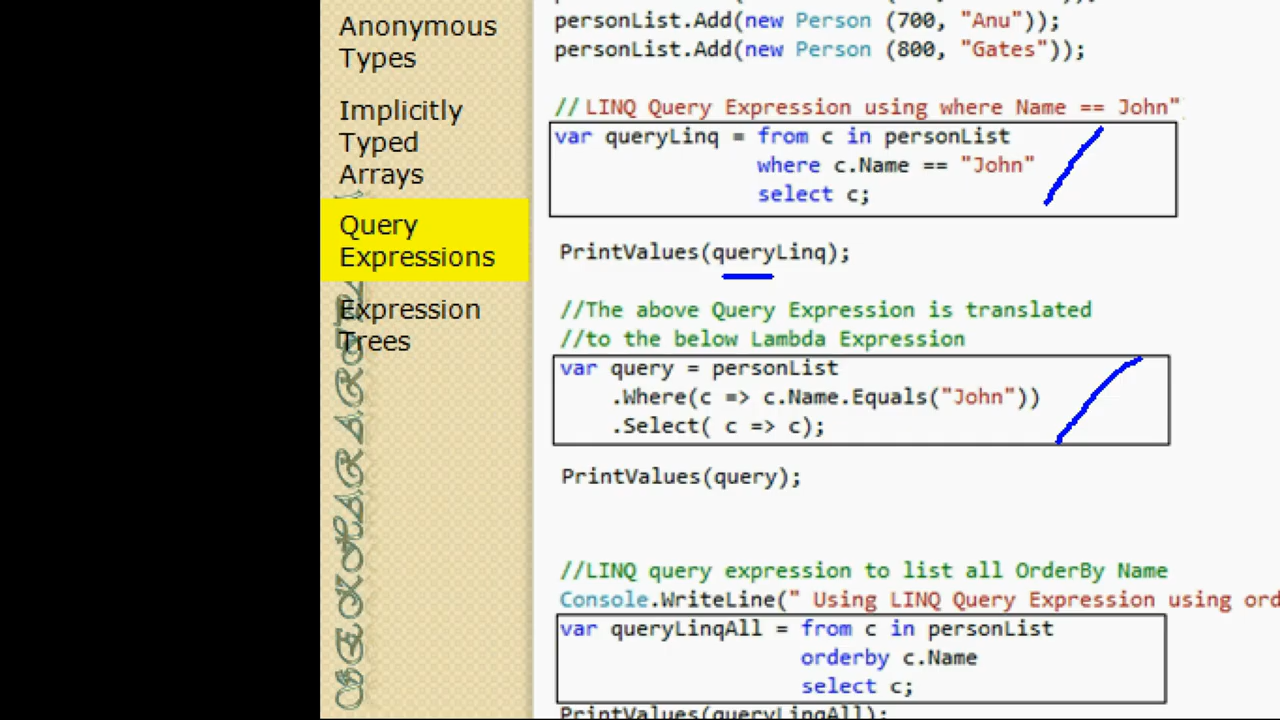 Anonymous
Types
Implicitly
Typed
Arrays
Query
Expressions
Expression
Trees
personList.Add(new Person (700, "Anu"));
personList.Add(new Person (800, "Gates"));
// LINQ Query Expression using where Name == John"
var queryLinq = from c in personList
where c.Name == "John"
select c;
PrintValues(queryLinq);
//The above Query Expression is translated
//to the below Lambda Expression
var query = personList
.Where(c => c.Name.Equals("John"))
.Select( c => c);
PrintValues(query);
//LINQ query expression to list all OrderBy Name
Console.WriteLine(" Using LINQ Query Expression using ord
var queryLinqAll = from c in personList
orderby c.Name
select c;
PrintValues(queryLinqAll);